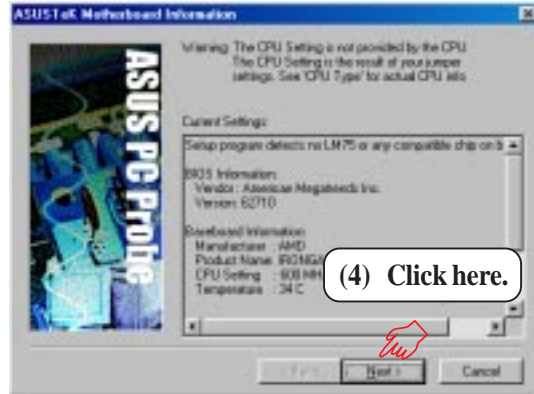 ASUSTeK Motherboard Information
ASUS PC Probe
Warning: The CPU Setting is not provided by the CPU.
The CPU Setting is the result of your jumper
settings. See 'CPU Type' for actual CPU info
Current Settings:
Setup program detects no LM75 or any compatible chip on b
BIOS Information:
Vendor : American Megatrends Inc.
Version: 62710
Baseboard Information
Manufacturer : AMD
Product Name
CPU Setting : 600 MH
Temperature : 34 C
(4) Click here.
Next >
Cancel